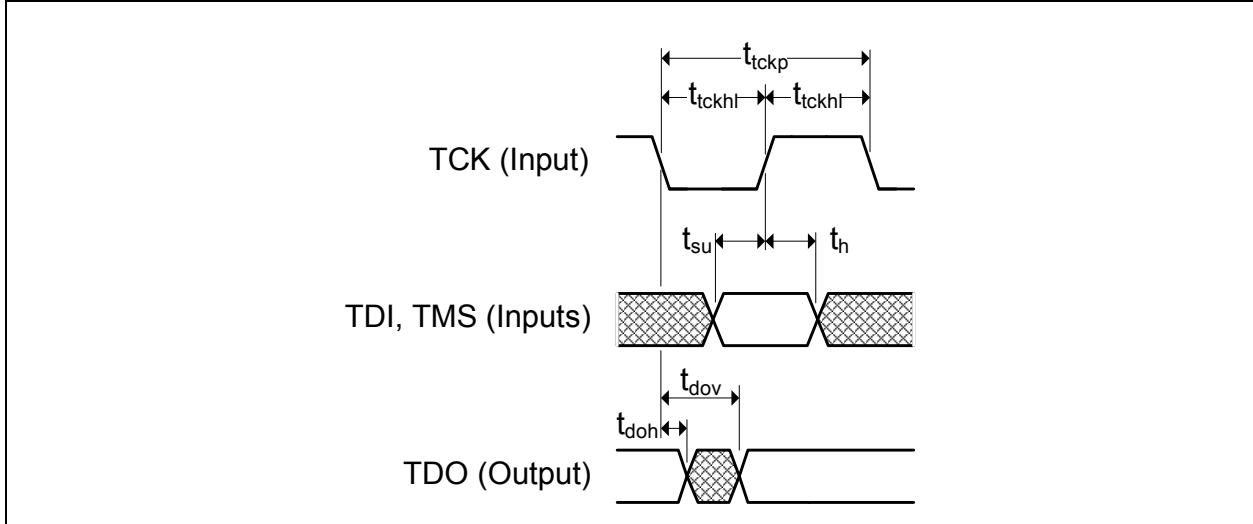 t_tckp
t_tckhl t_tckhl
TCK (Input)
t_su t_h
TDI, TMS (Inputs)
t_dov
t_doh
TDO (Output)